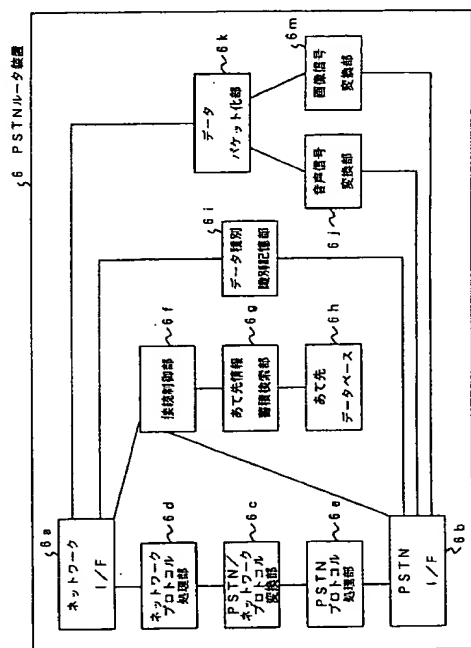 6 PSTNルータ装置
6a
ネットワーク
I/F
6d
ネットワーク
プロトコル
処理部
6c
PSTN/
ネットワーク
プロトコル
変換部
6e
PSTN
プロトコル
処理部
PSTN
I/F
6b
6f
接続制御部
6g
あて先情報
蓄積検索部
6h
あて先
データベース
6i
データ種別
識別記憶部
6k
データ
パケット化部
6j
音声信号
変換部
6m
画像信号
変換部